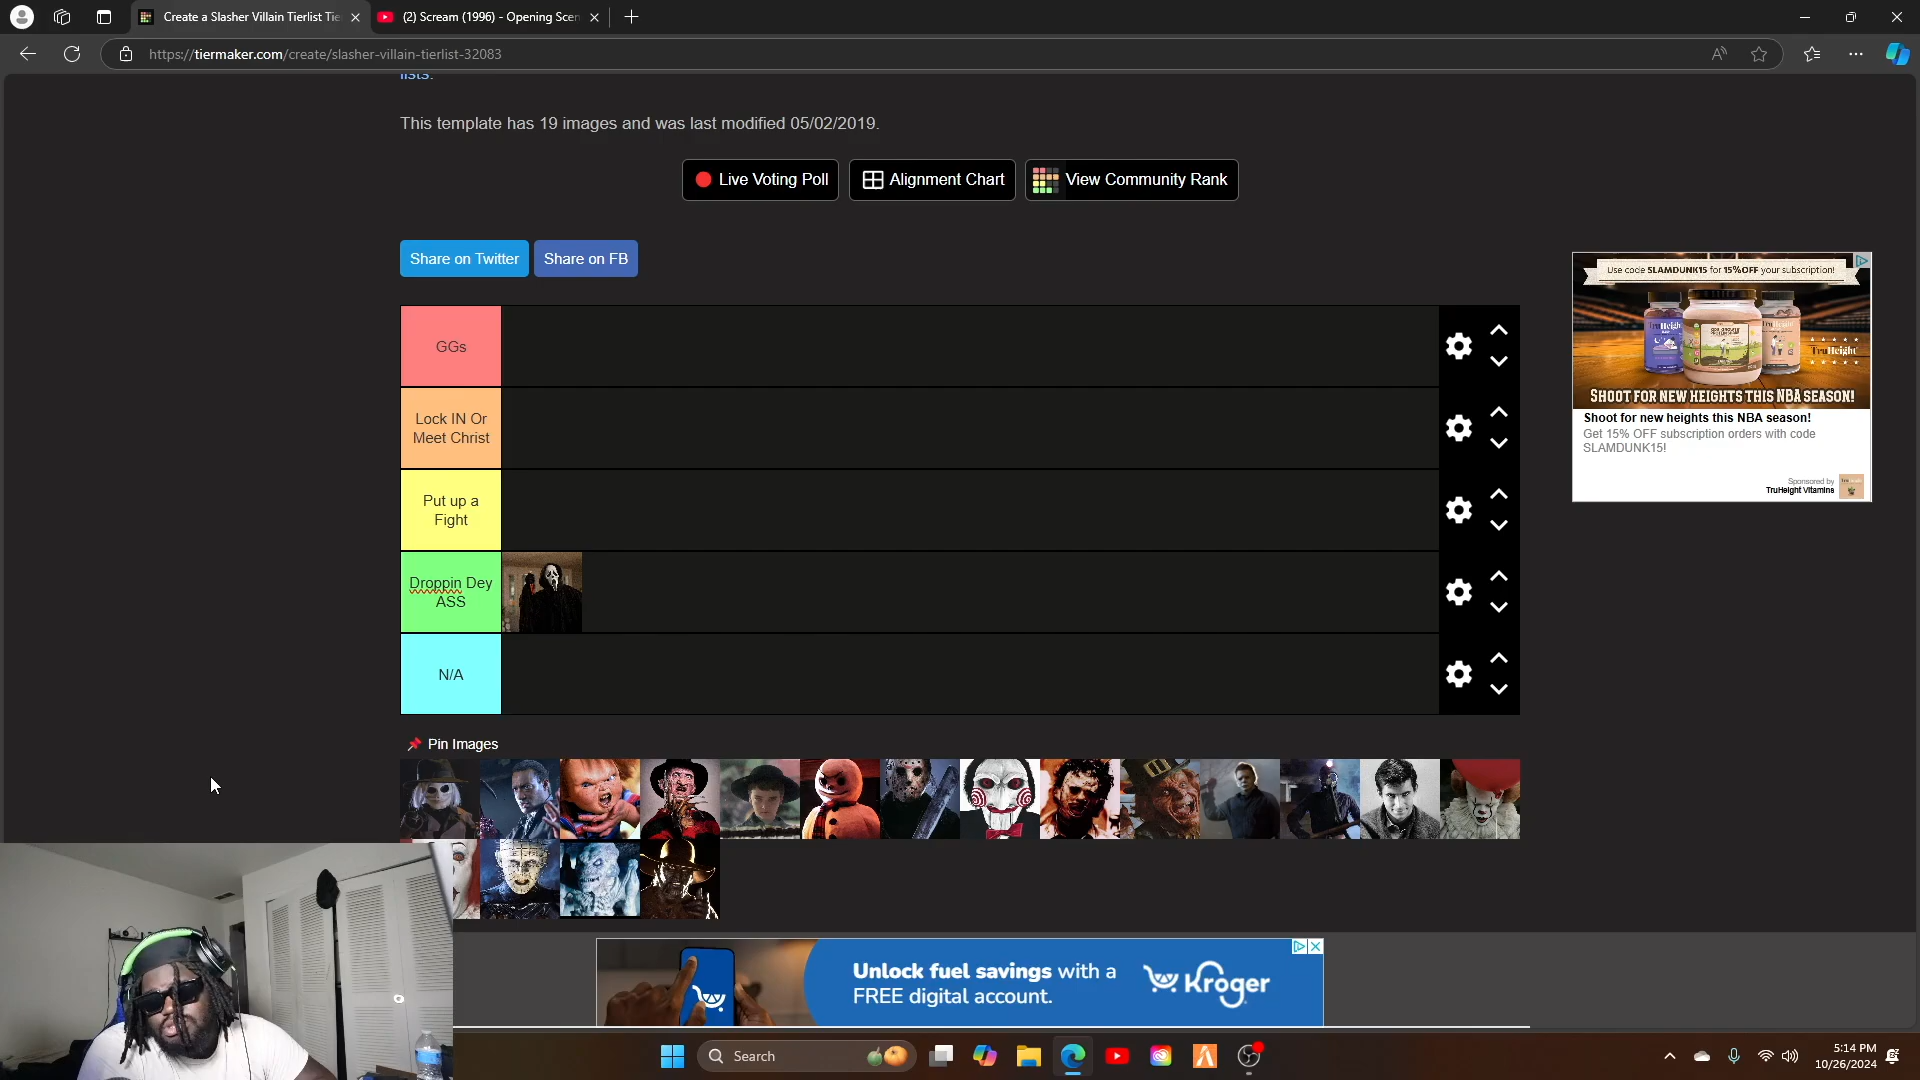 Create a Slasher Villain Tierlist Tie
(2) Scream (1996) - Opening Scen
https://tiermaker.com/create/slasher-villain-tierlist-32083
lists.
This template has 19 images and was last modified 05/02/2019.
Live Voting Poll
Alignment Chart
View Community Rank
Share on Twitter
Share on FB
Use code SLAMDUNK15 for 15%OFF your subscription!
TruHeight
SHOOT FOR NEW HEIGHTS THIS NBA SEASON!
Shoot for new heights this NBA season!
Get 15% OFF subscription orders with code
SLAMDUNK15!
Sponsored by
TruHeight Vitamins
GGs
Lock IN Or
Meet Christ
Put up a
Fight
Droppin Dey
ASS
N/A
Pin Images
Unlock fuel savings with a
FREE digital account.
Kroger
Search
5:14 PM
10/26/2024